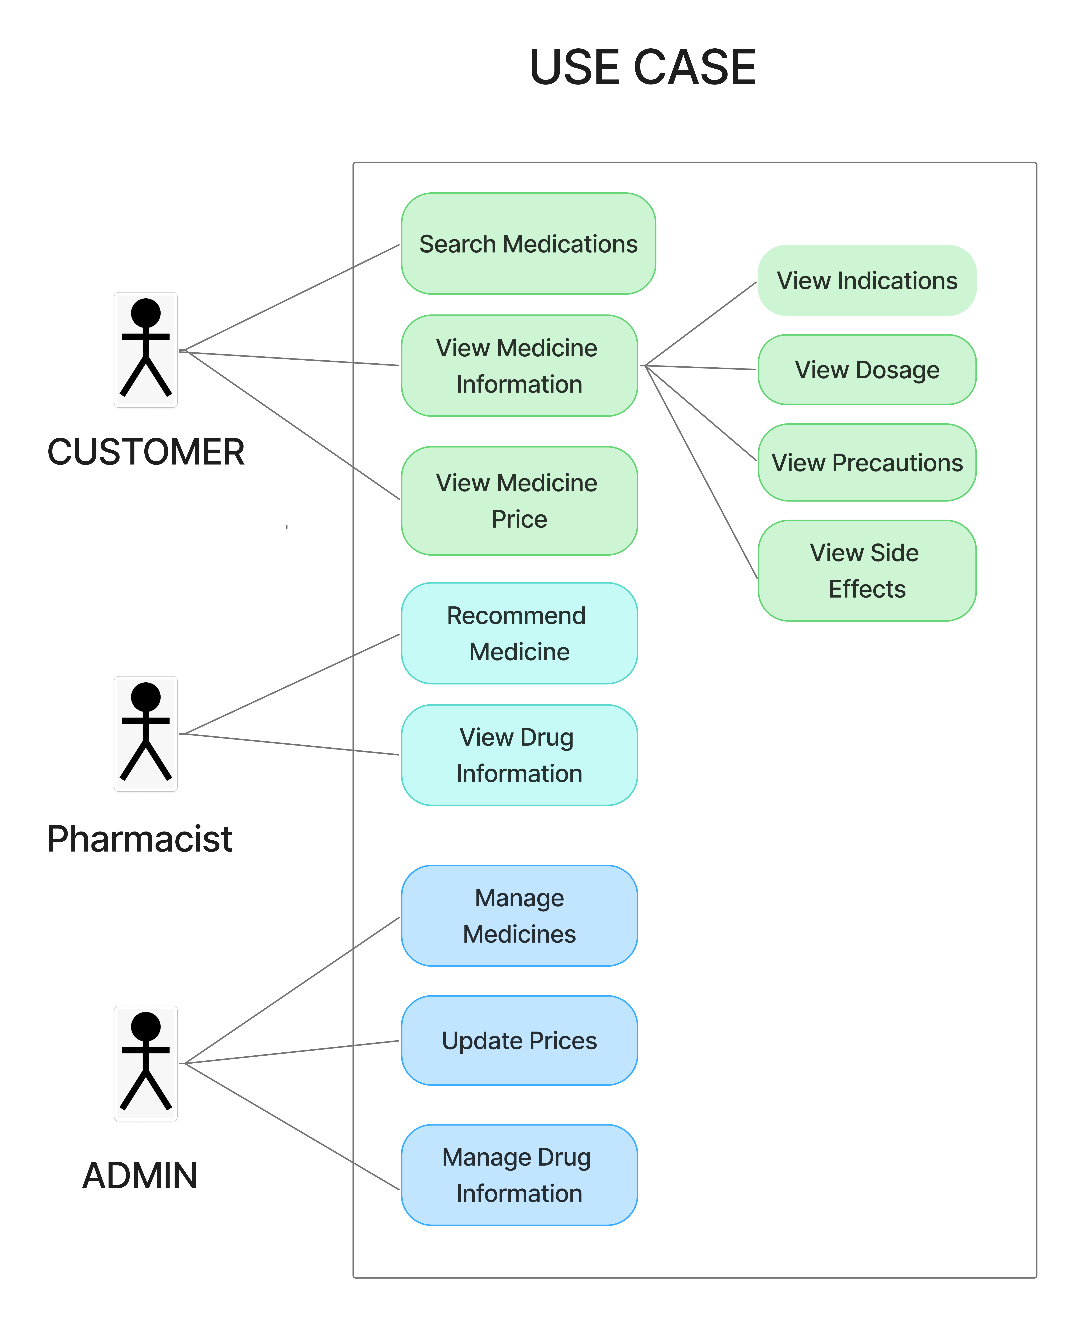 USE CASE
Search Medications
View Medicine
Information
View Medicine
Price
View Indications
View Dosage
View Precautions
View Side
Effects
CUSTOMER
Recommend
Medicine
View Drug
Information
Pharmacist
Manage
Medicines
Update Prices
Manage Drug
Information
ADMIN